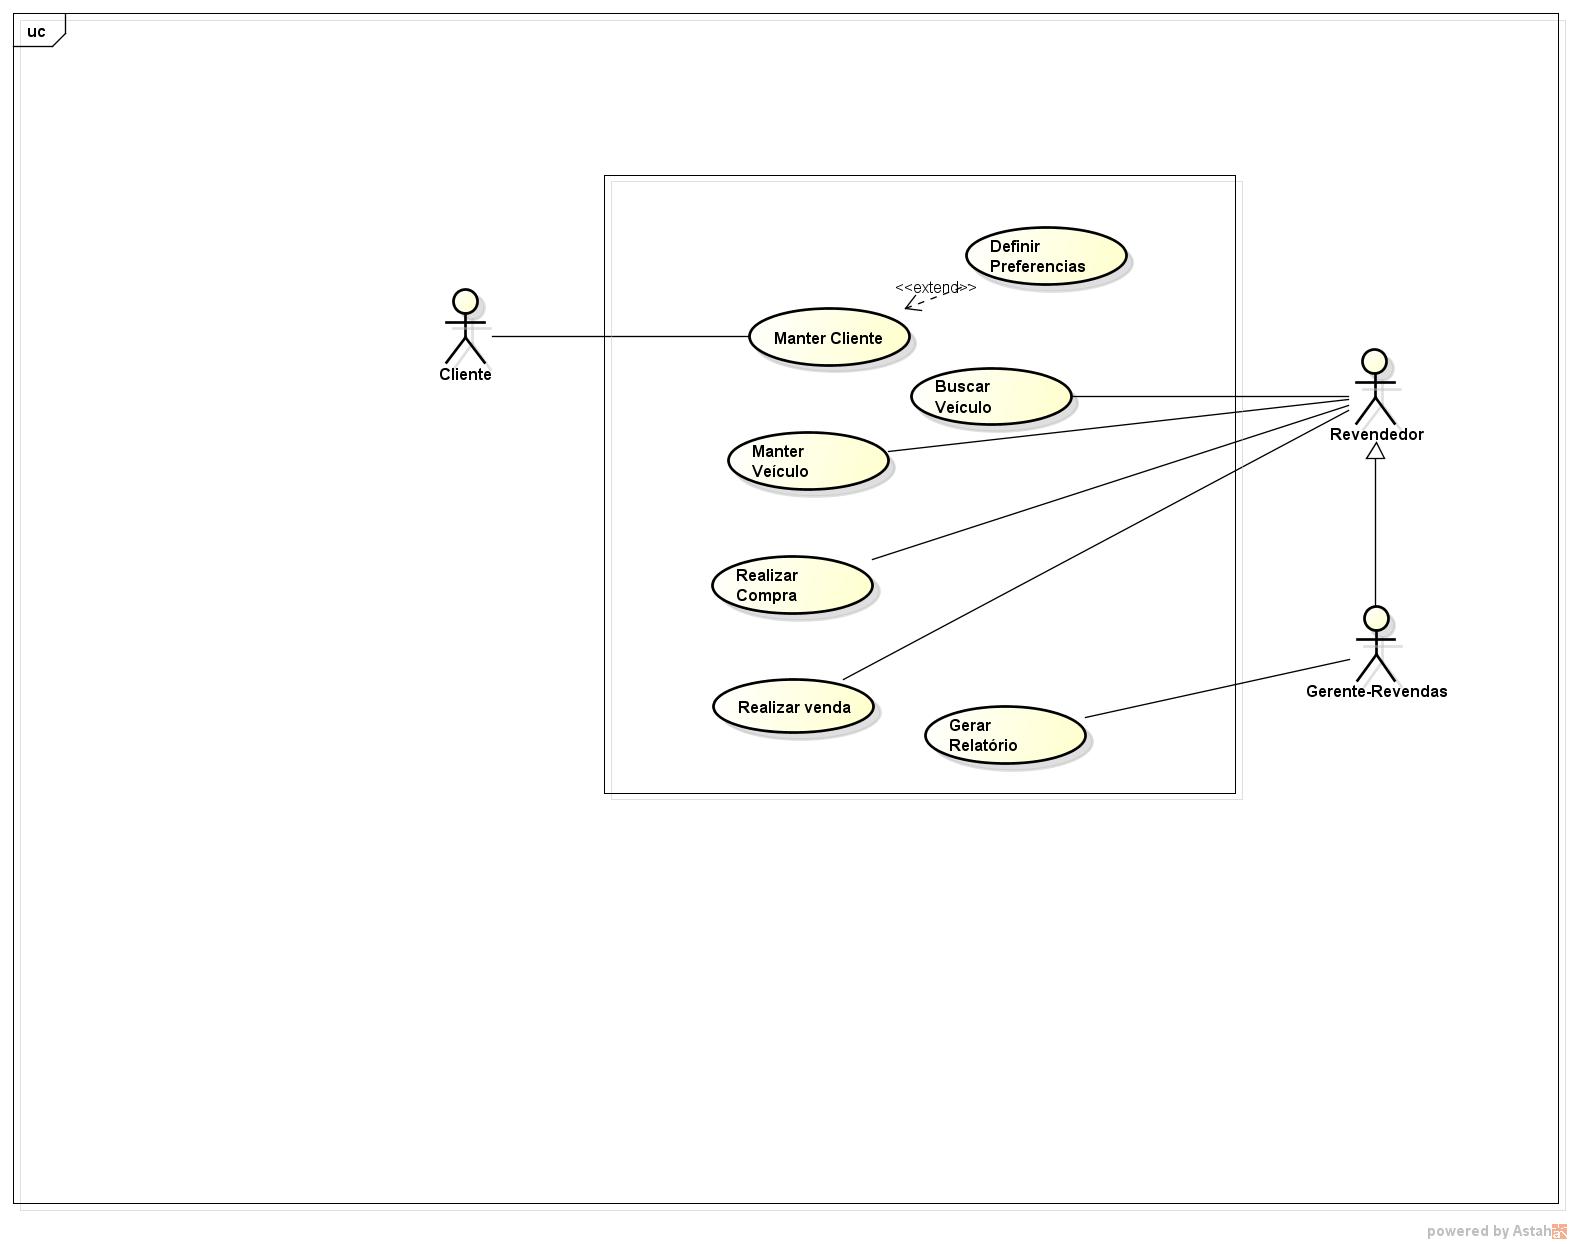 uc
Definir
Preferencias
<<extend>>
Manter Cliente
Cliente
Buscar
Veículo
Revendedor
Manter
Veículo
Realizar
Compra
Gerente-Revendas
Realizar venda
Gerar
Relatório
powered by Astah